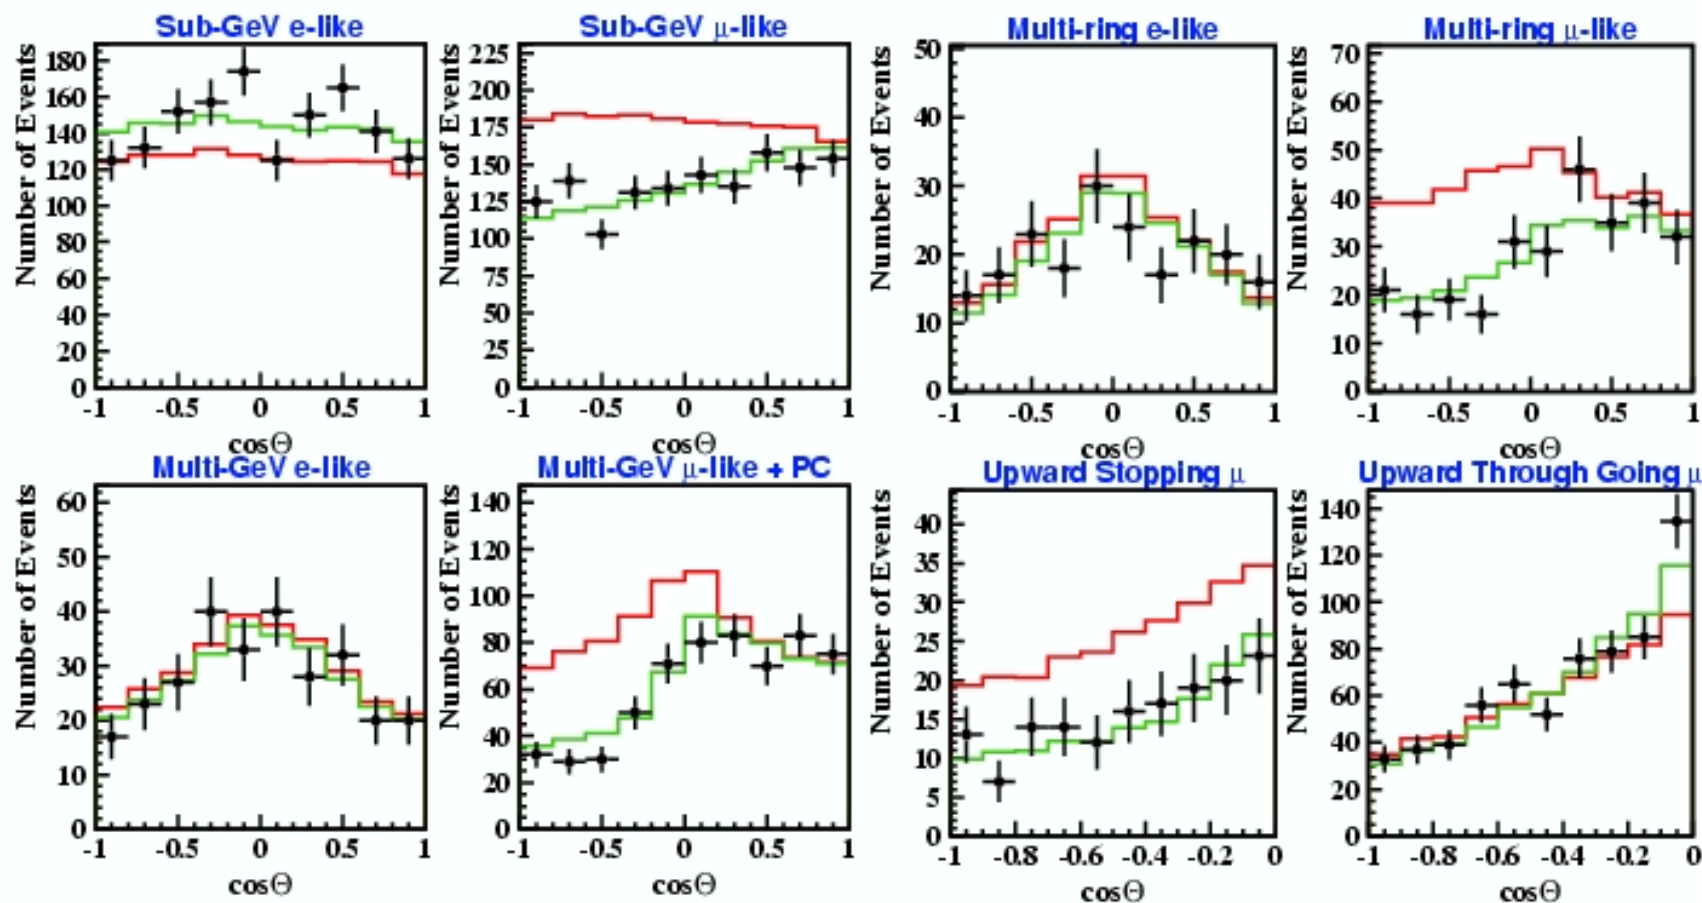 Sub-GeV e-like
Number of Events
180
160
140
120
100
80
60
40
20
0
-1 -0.5 0 0.5 1
cosΘ
Sub-GeV μ-like
Number of Events
225
200
175
150
125
100
75
50
25
0
-1 -0.5 0 0.5 1
cosΘ
Multi-ring e-like
Number of Events
50
40
30
20
10
0
-1 -0.5 0 0.5 1
cosΘ
Multi-ring μ-like
Number of Events
70
60
50
40
30
20
10
0
-1 -0.5 0 0.5 1
cosΘ
Multi-GeV e-like
Number of Events
60
50
40
30
20
10
0
-1 -0.5 0 0.5 1
cosΘ
Multi-GeV μ-like + PC
Number of Events
140
120
100
80
60
40
20
0
-1 -0.5 0 0.5 1
cosΘ
Upward Stopping μ
Number of Events
40
35
30
25
20
15
10
5
0
-1 -0.8 -0.6 -0.4 -0.2 0
cosΘ
Upward Through Going μ
Number of Events
140
120
100
80
60
40
20
0
-1 -0.8 -0.6 -0.4 -0.2 0
cosΘ